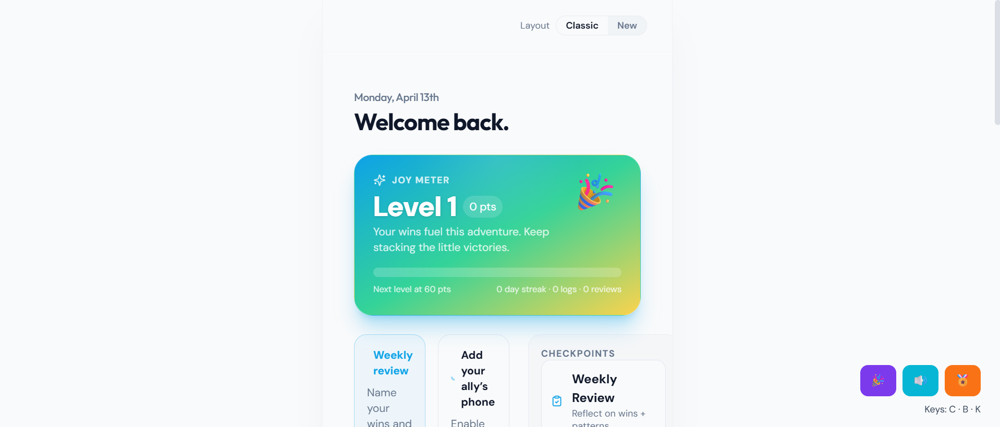 Layout Classic New
Monday, April 13th
Welcome back.
JOY METER
Level 1 0 pts
Your wins fuel this adventure. Keep
stacking the little victories.
Next level at 60 pts 0 day streak · 0 logs · 0 reviews
Weekly
review
Name
your
wins and
Add
your
ally’s
phone
Enable
CHECKPOINTS
Weekly
Review
Reflect on wins +
patterns
Keys: C · B · K